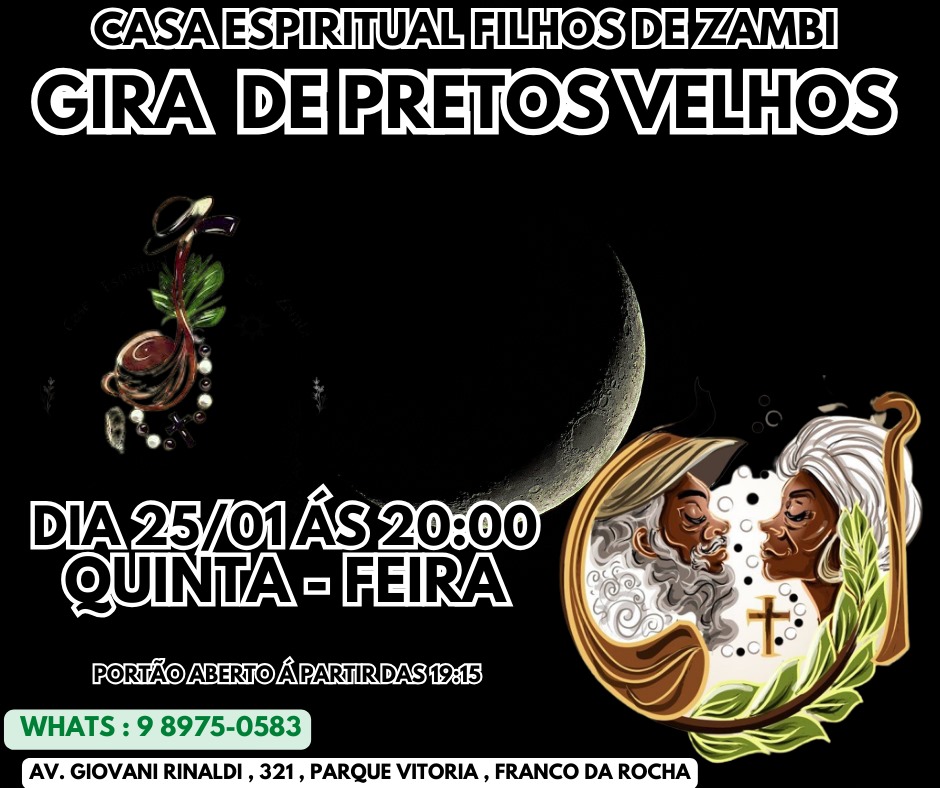 CASA ESPIRITUAL FILHOS DE ZAMBI
GIRA DE PRETOS VELHOS
DIA 25/01 ÁS 20:00
QUINTA - FEIRA
PORTÃO ABERTO Á PARTIR DAS 19:15
WHATS : 9 8975-0583
AV. GIOVANI RINALDI , 321 , PARQUE VITORIA , FRANCO DA ROCHA